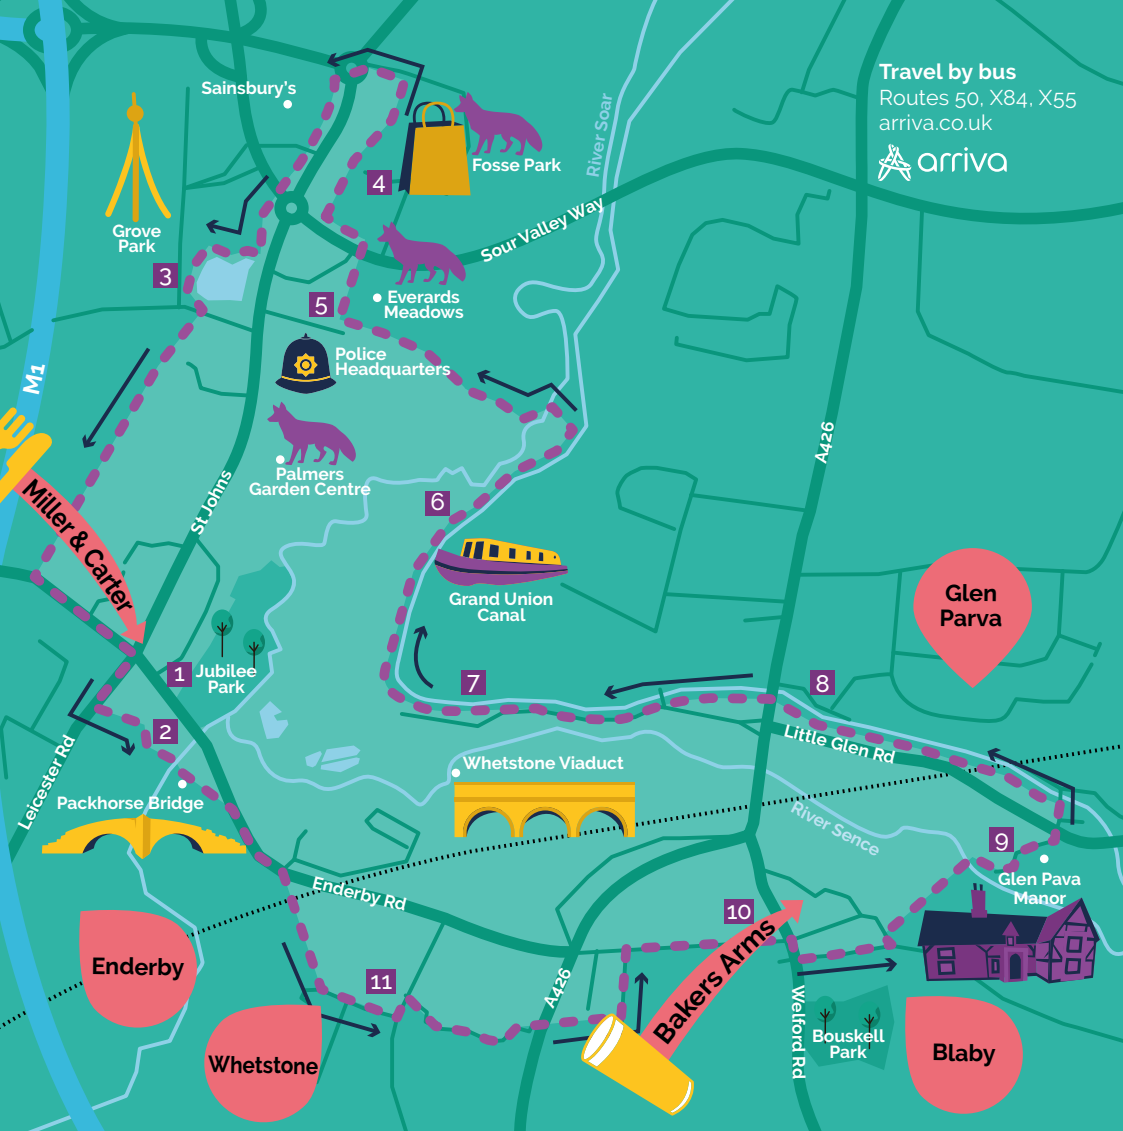 Travel by bus
Routes 50, X84, X55
arriva.co.uk
arriva
Sainsbury's
River Soar
Fosse Park
4
Grove
Park
Sour Valley Way
3
5
Everards
Meadows
Police
Headquarters
M1
A426
Palmers
Garden Centre
St Johns
Miller & Carter
6
Grand Union
Canal
Glen
Parva
1
Jubilee
Park
7
8
2
Leicester Rd
Little Glen Rd
Whetstone Viaduct
Packhorse Bridge
River Sence
9
Glen Pava
Manor
Enderby Rd
10
Bakers Arms
Enderby
11
A426
Welford Rd
Bouskell
Park
Whetstone
Blaby